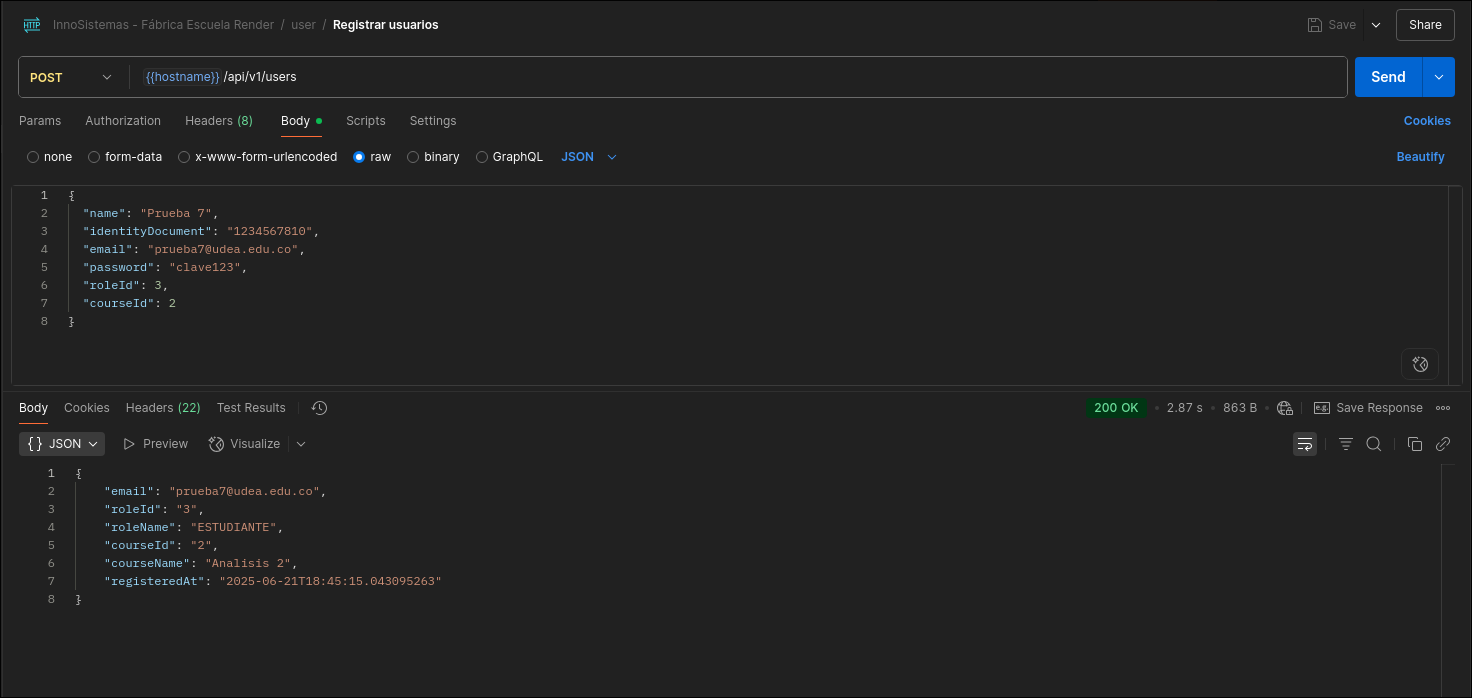 HTTP InnoSistemas - Fábrica Escuela Render / user / Registrar usuarios Save Share
POST {{hostname}} /api/v1/users Send
Params Authorization Headers (8) Body Scripts Settings Cookies
none form-data x-www-form-urlencoded raw binary GraphQL JSON Beautify
1 {
2 "name": "Prueba 7",
3 "identityDocument": "1234567810",
4 "email": "prueba7@udea.edu.co",
5 "password": "clave123",
6 "roleId": 3,
7 "courseId": 2
8 }
Body Cookies Headers (22) Test Results 200 OK • 2.87 s • 863 B • e.g. Save Response
{ } JSON Preview Visualize
1 {
2 "email": "prueba7@udea.edu.co",
3 "roleId": "3",
4 "roleName": "ESTUDIANTE",
5 "courseId": "2",
6 "courseName": "Analisis 2",
7 "registeredAt": "2025-06-21T18:45:15.043095263"
8 }